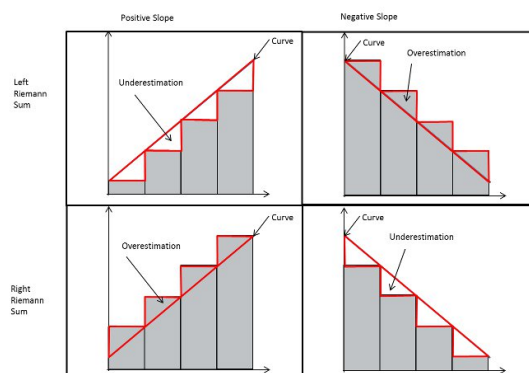 Positive Slope
Negative Slope
Left
Riemann
Sum
Curve
Underestimation
Curve
Overestimation
Right
Riemann
Sum
Curve
Overestimation
Curve
Underestimation